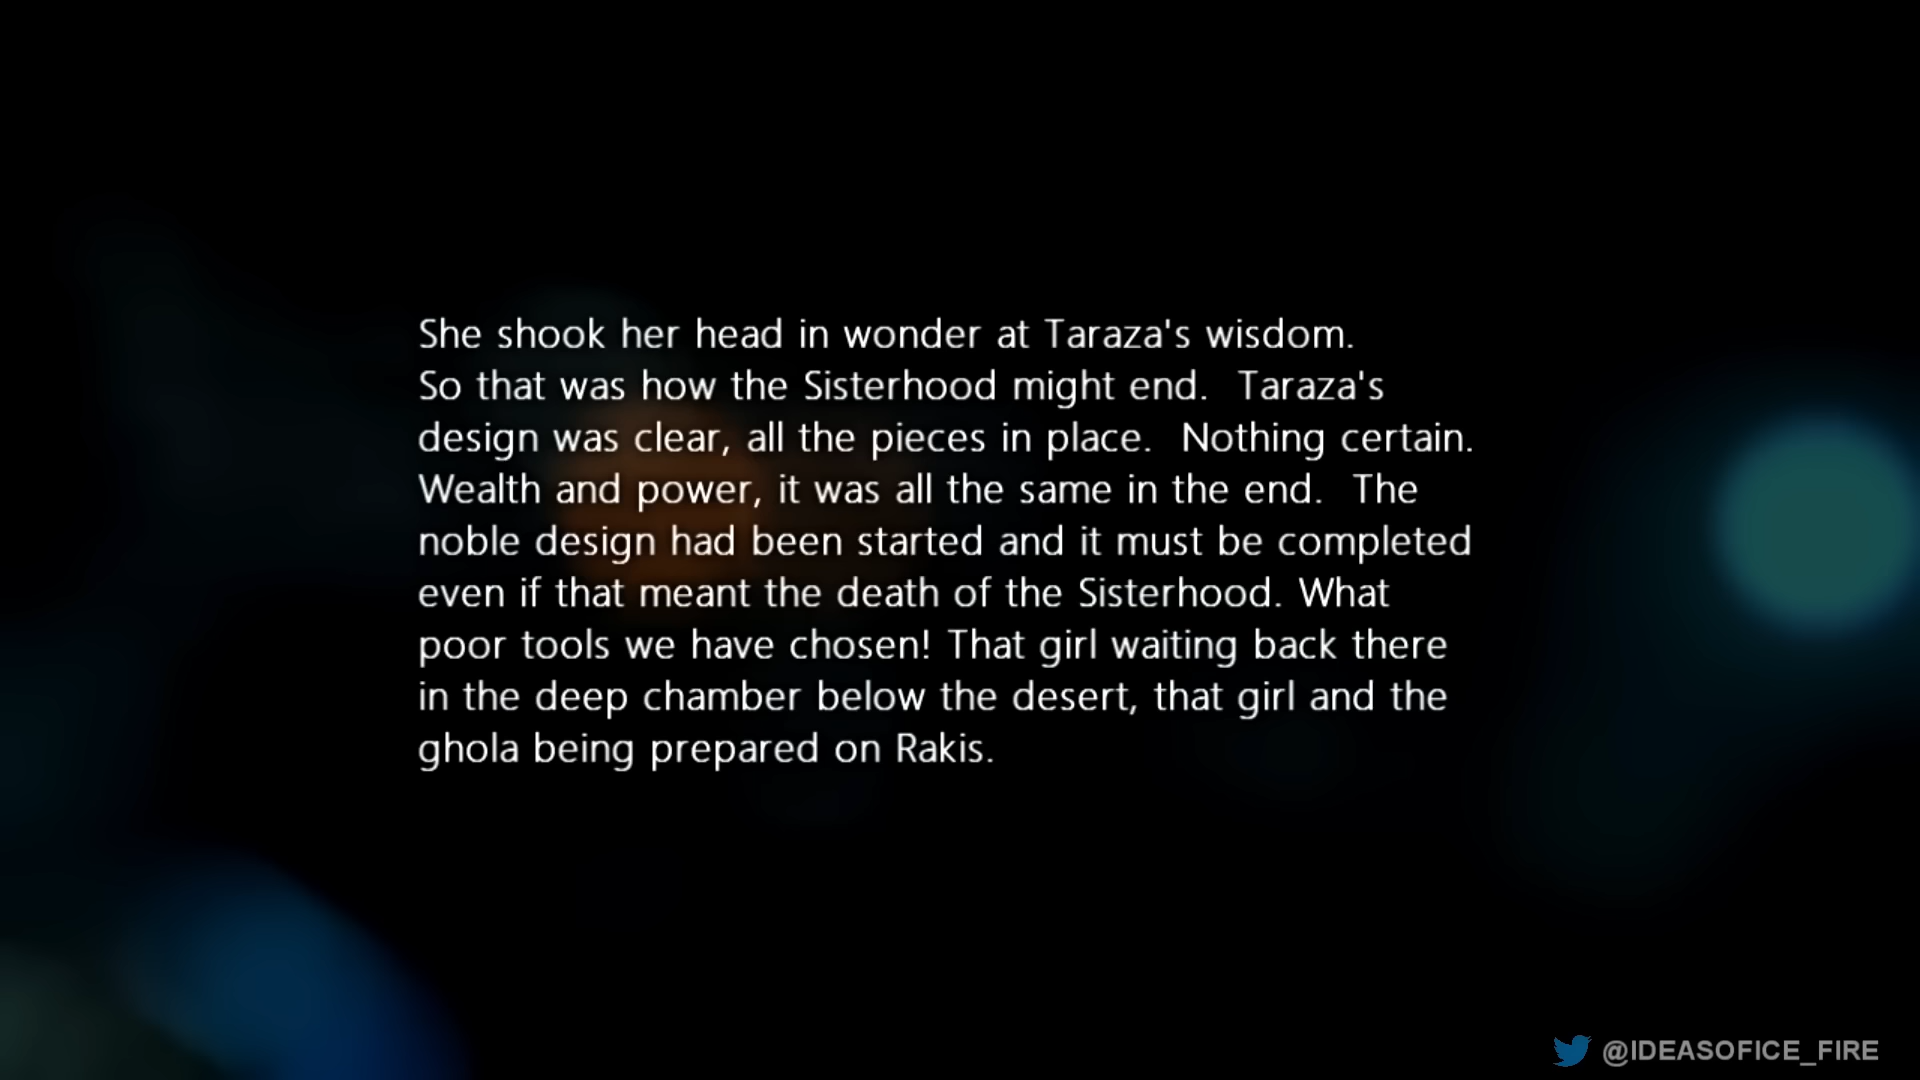 She shook her head in wonder at Taraza's wisdom.
So that was how the Sisterhood might end.  Taraza's
design was clear, all the pieces in place.  Nothing certain.
Wealth and power, it was all the same in the end.  The
noble design had been started and it must be completed
even if that meant the death of the Sisterhood. What
poor tools we have chosen! That girl waiting back there
in the deep chamber below the desert, that girl and the
ghola being prepared on Rakis.
@IDEASOFICE_FIRE